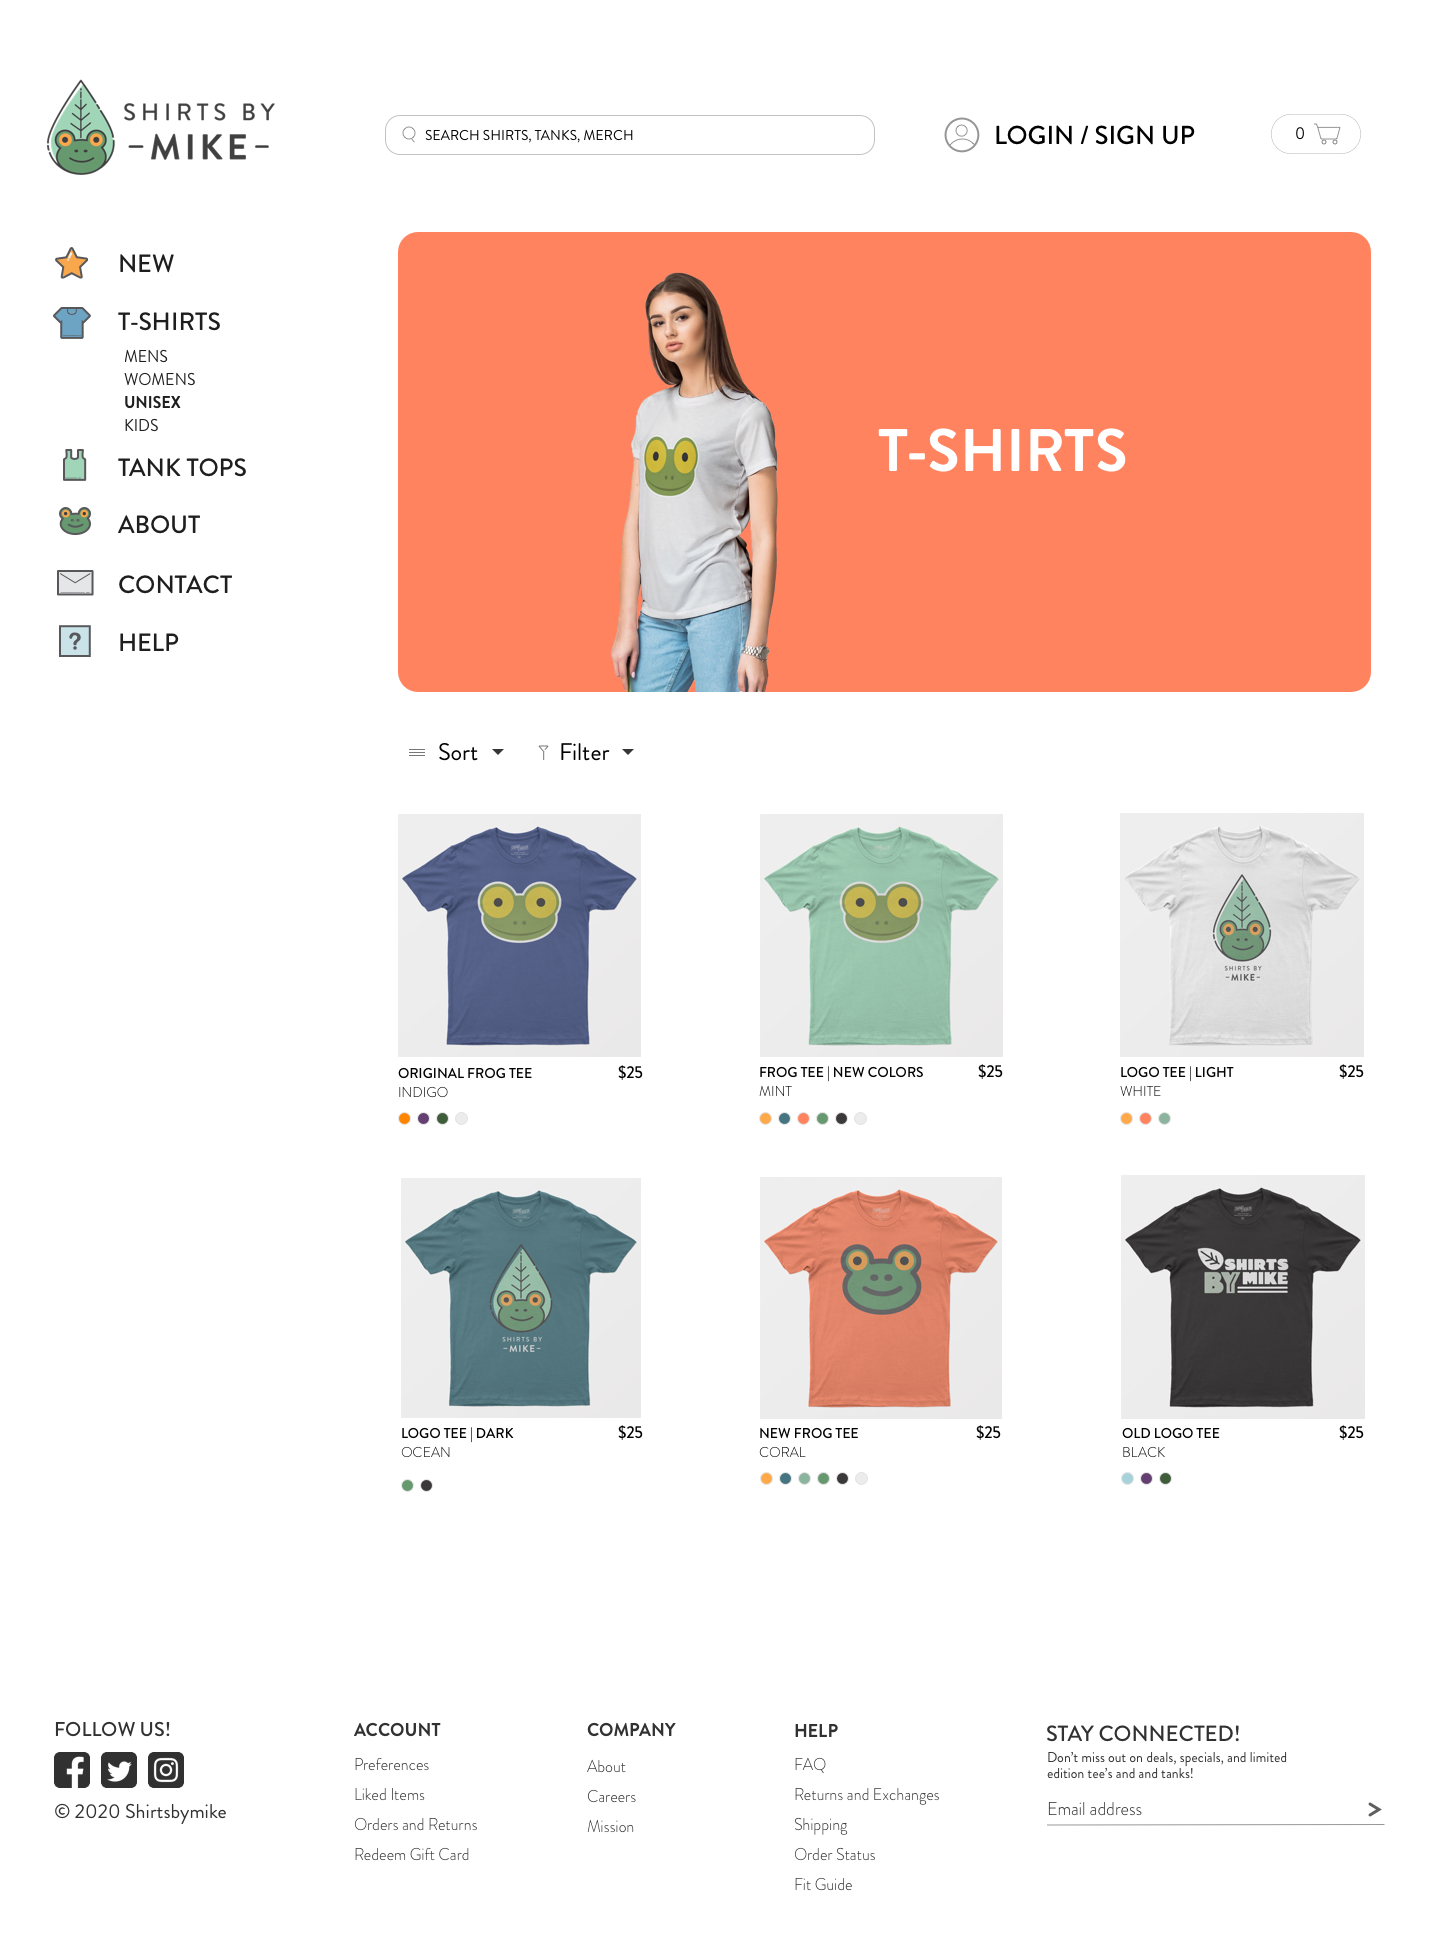 SHIRTS BY
-MIKE-
SEARCH SHIRTS, TANKS, MERCH
LOGIN / SIGN UP
0
NEW
T-SHIRTS
MENS
WOMENS
UNISEX
KIDS
TANK TOPS
ABOUT
CONTACT
? HELP
T-SHIRTS
Sort
Filter
SHIRTS BY
-MIKE-
ORIGINAL FROG TEE $25
INDIGO
FROG TEE | NEW COLORS $25
MINT
LOGO TEE | LIGHT $25
WHITE
SHIRTS BY
-MIKE-
SHIRTS
BY MIKE
LOGO TEE | DARK $25
OCEAN
NEW FROG TEE $25
CORAL
OLD LOGO TEE $25
BLACK
FOLLOW US!
© 2020 Shirtsbymike
ACCOUNT
Preferences
Liked Items
Orders and Returns
Redeem Gift Card
COMPANY
About
Careers
Mission
HELP
FAQ
Returns and Exchanges
Shipping
Order Status
Fit Guide
STAY CONNECTED!
Don't miss out on deals, specials, and limited
edition tee's and and tanks!
Email address >